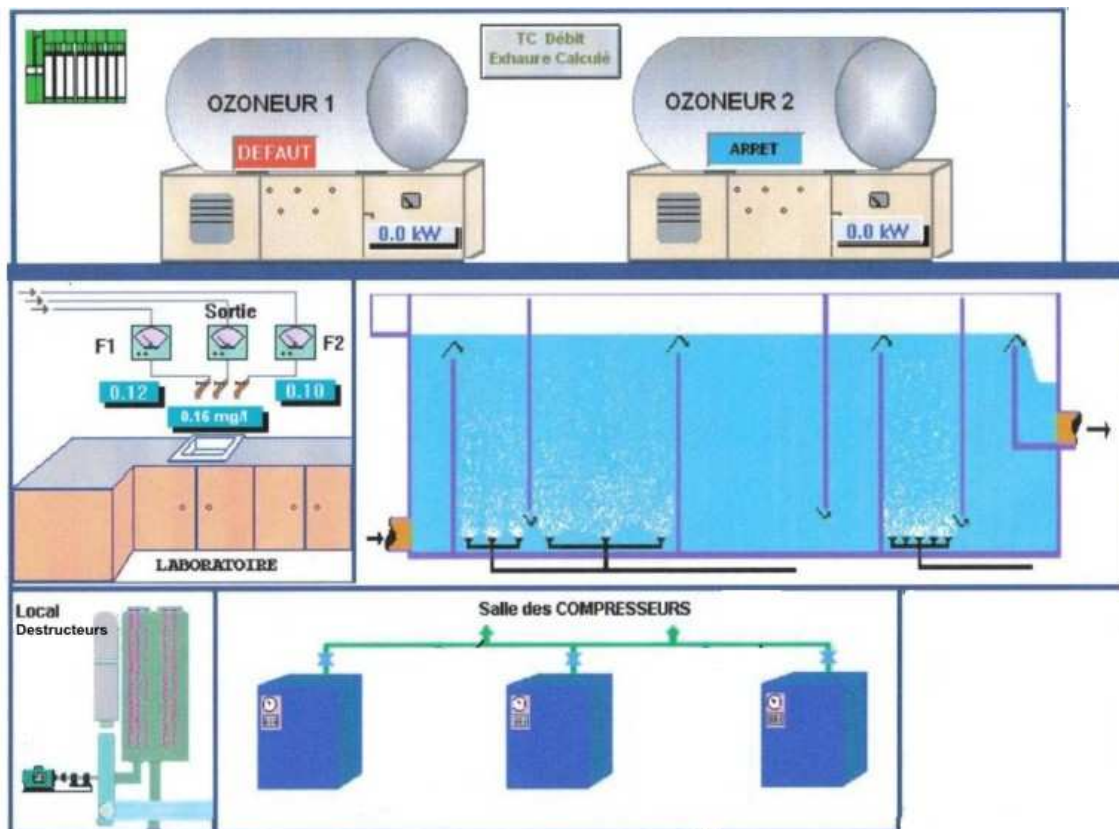 TC Débit
Exhaure Calculé
OZONEUR 1
OZONEUR 2
DEFAUT
ARRET
0.0 kW
0.0 kW
Sortie
F1
F2
0.12
0.10
0.16 mg/l
LABORATOIRE
Local
Destructeurs
Salle des COMPRESSEURS